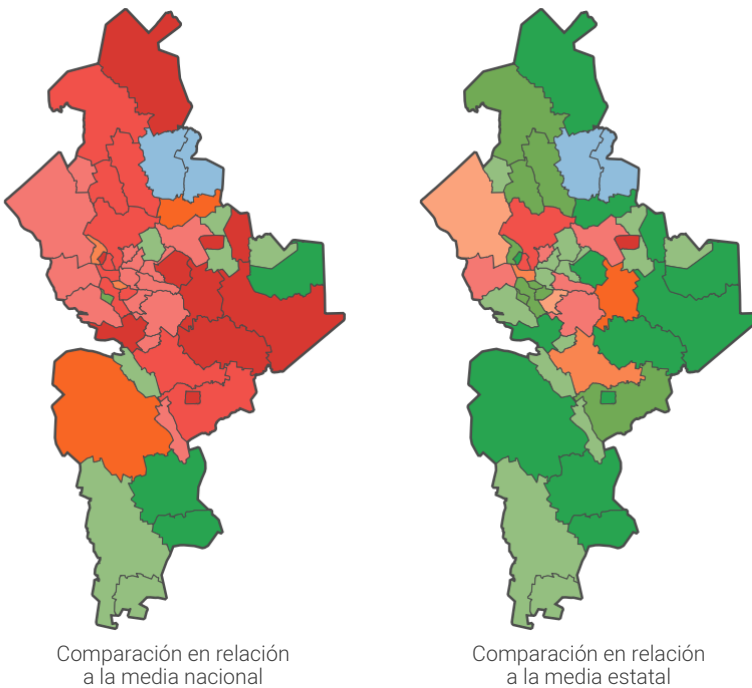 Comparación en relación
a la media nacional
Comparación en relación
a la media estatal